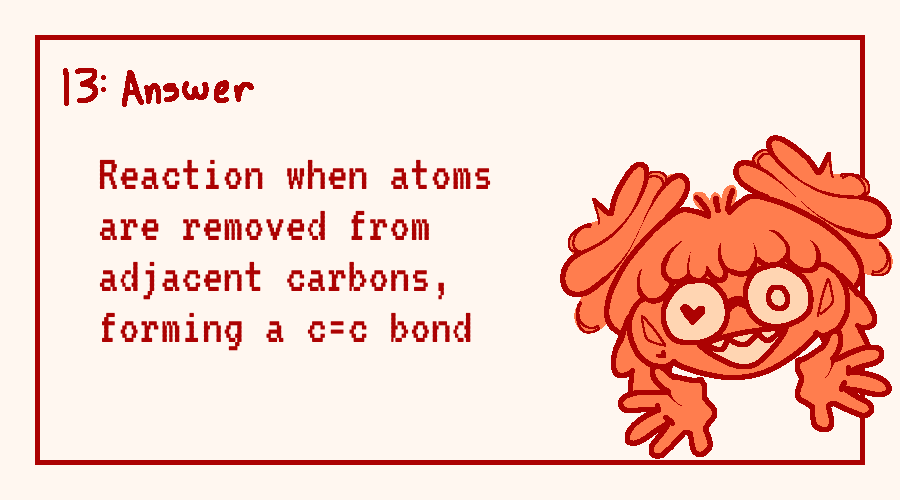 13: Answer
Reaction when atoms
are removed from
adjacent carbons,
forming a c=c bond